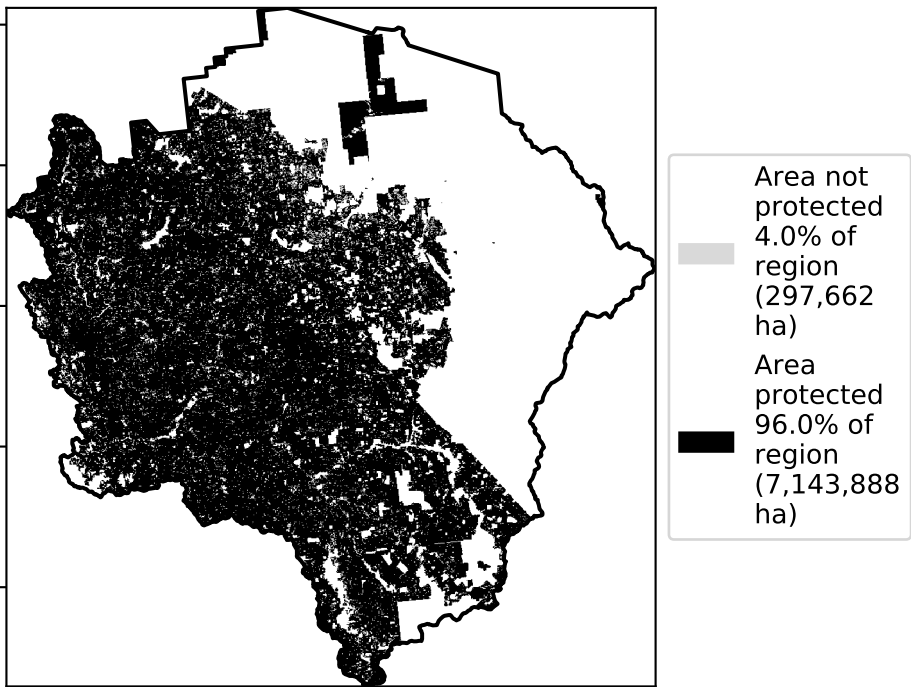 Area not
protected
4.0% of
region
(297,662
ha)
Area
protected
96.0% of
region
(7,143,888
ha)